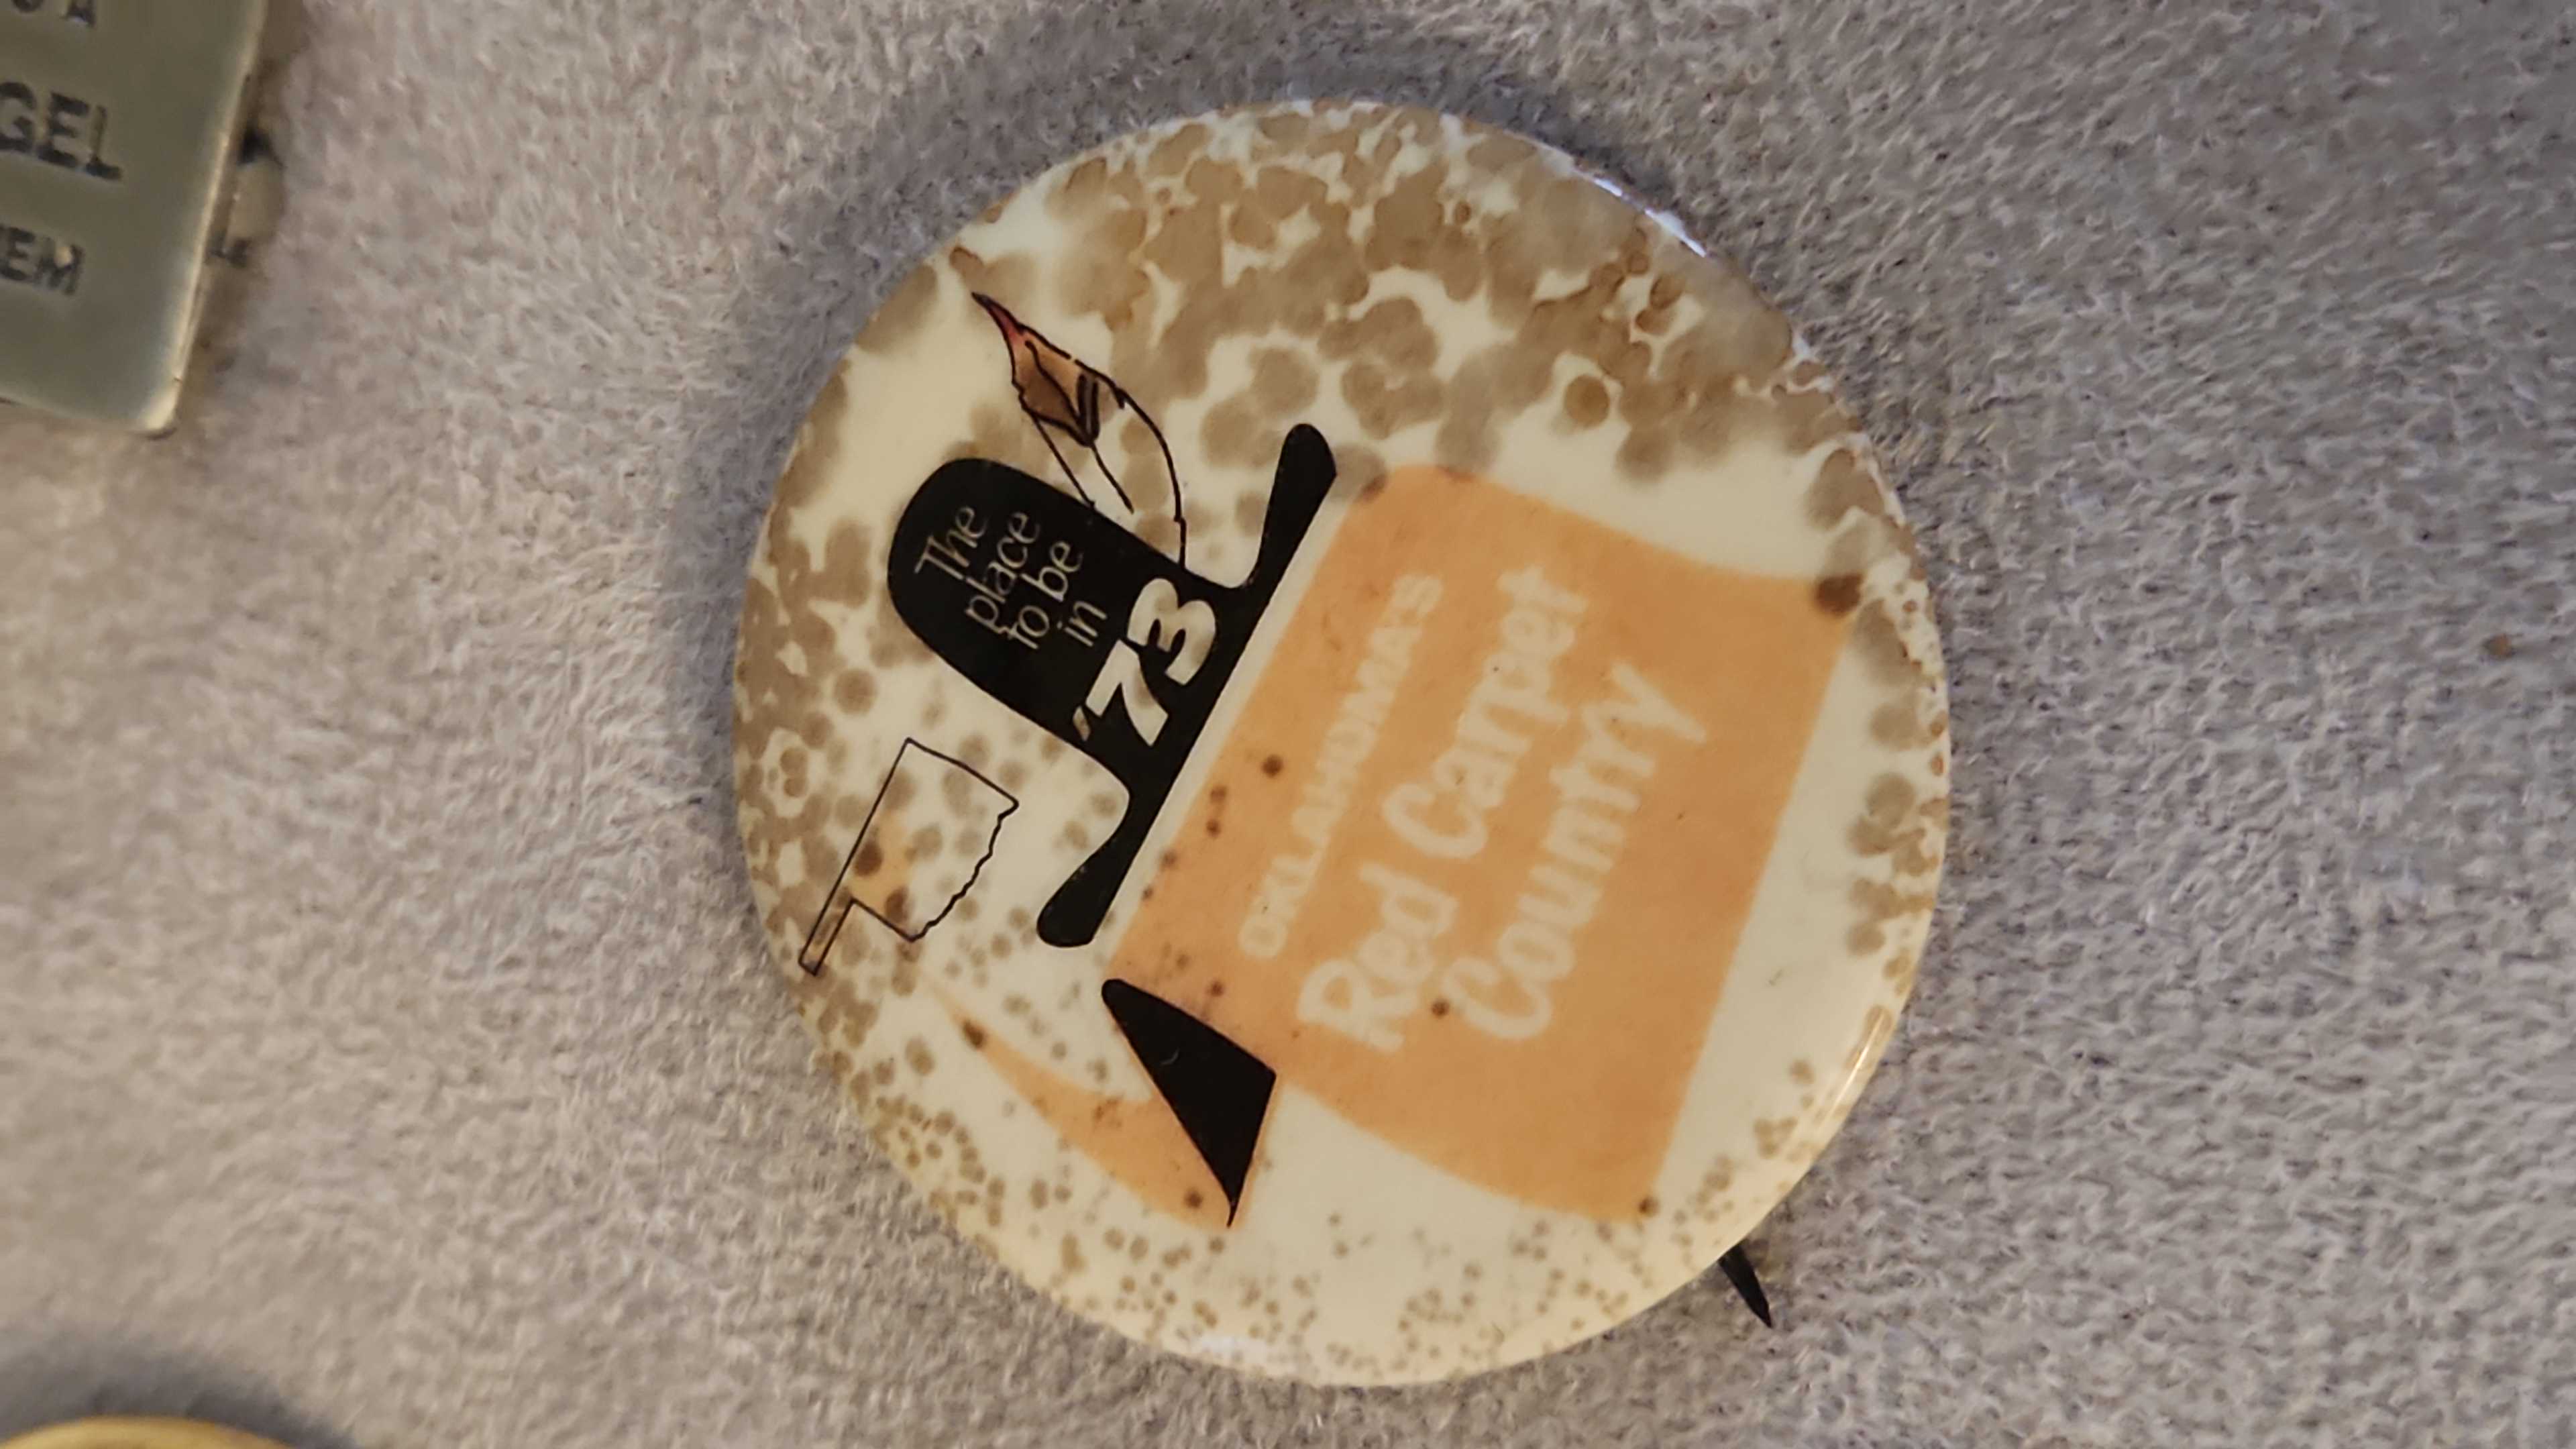 GEL
EM
The
place
to be
in
'73
OKLAHOMA'S
Red Carpet
Country